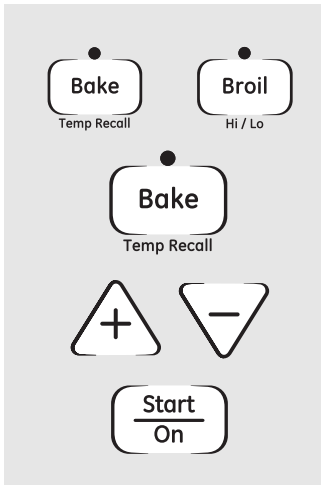 Bake Broil
Temp Recall Hi / Lo
Bake
Temp Recall
+ −
Start
On